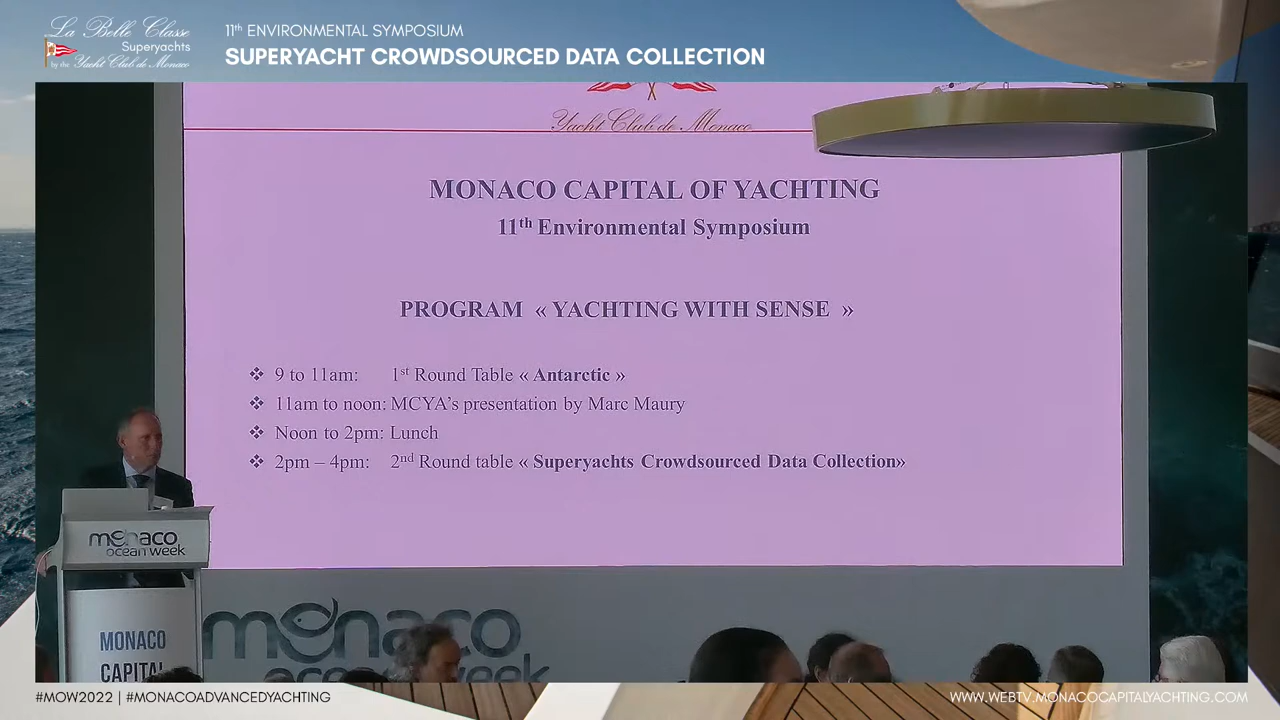 La Belle Classe
Superyachts
by the Yacht Club de Monaco
11th ENVIRONMENTAL SYMPOSIUM
SUPERYACHT CROWDSOURCED DATA COLLECTION
Yacht Club de Monaco
MONACO CAPITAL OF YACHTING
11th Environmental Symposium
PROGRAM « YACHTING WITH SENSE »
❖ 9 to 11am: 1st Round Table « Antarctic »
❖ 11am to noon: MCYA's presentation by Marc Maury
❖ Noon to 2pm: Lunch
❖ 2pm – 4pm: 2nd Round table « Superyachts Crowdsourced Data Collection»
monaco
ocean week
MONACO
CAPITAL
monaco
ocean week
#MOW2022 | #MONACOADVANCEDYACHTING
WWW.WEBTV.MONACOCAPITALYACHTING.COM